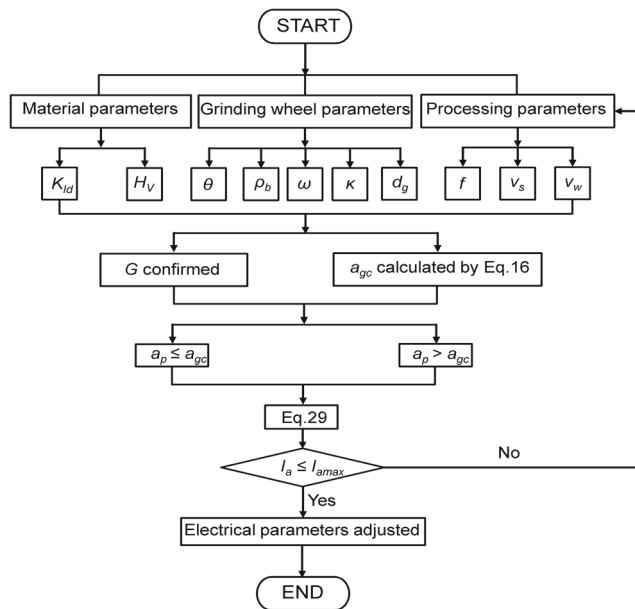 START
Material parameters
Grinding wheel parameters
Processing parameters
K_Id
H_V
θ
ρ_b
ω
κ
d_g
f
v_s
v_w
G confirmed
a_gc calculated by Eq.16
a_p ≤ a_gc
a_p > a_gc
Eq.29
I_a ≤ I_amax
No
Yes
Electrical parameters adjusted
END